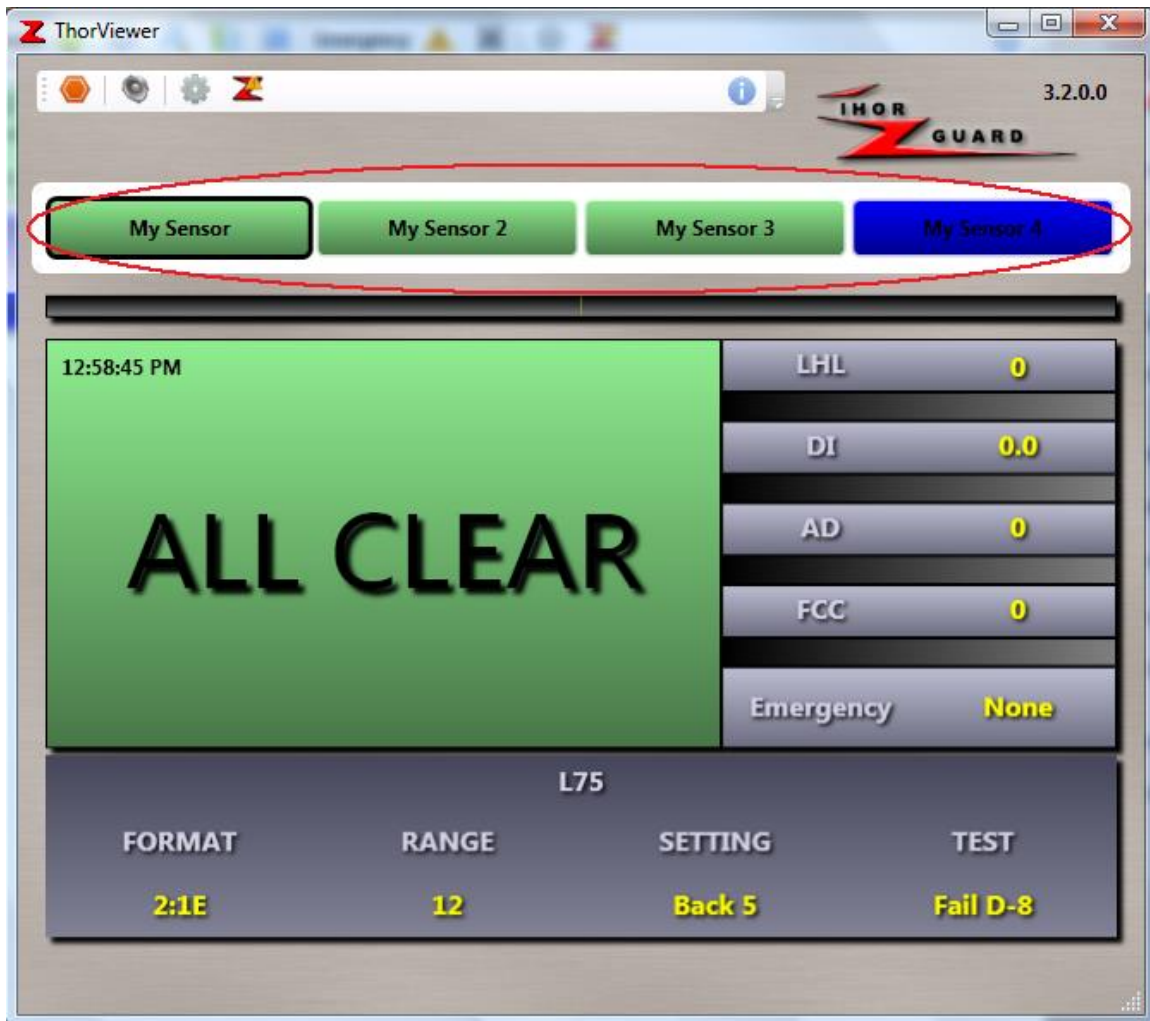 ThorViewer
3.2.0.0
THOR
GUARD
My Sensor My Sensor 2 My Sensor 3 My Sensor 4
12:58:45 PM
ALL CLEAR
LHL 0
DI 0.0
AD 0
FCC 0
Emergency None
L75
FORMAT RANGE SETTING TEST
2:1E 12 Back 5 Fail D-8